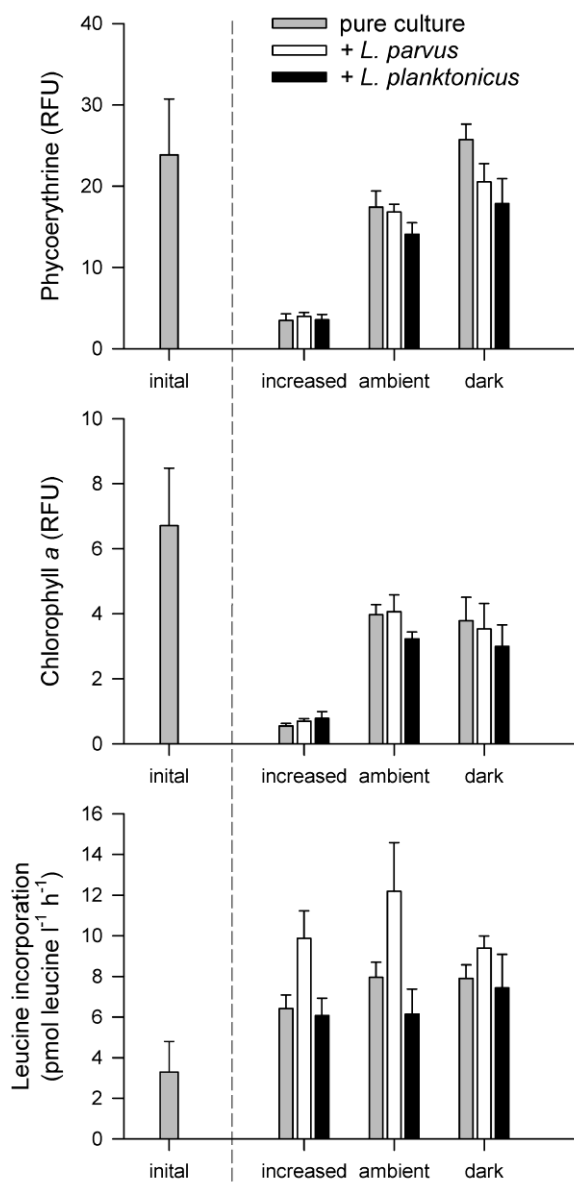 pure culture
+ L. parvus
+ L. planktonicus
Phycoerythrine (RFU)
40
30
20
10
0
inital
increased
ambient
dark
Chlorophyll a (RFU)
10
8
6
4
2
0
inital
increased
ambient
dark
Leucine incorporation
(pmol leucine l⁻¹ h⁻¹)
16
14
12
10
8
6
4
2
0
inital
increased
ambient
dark